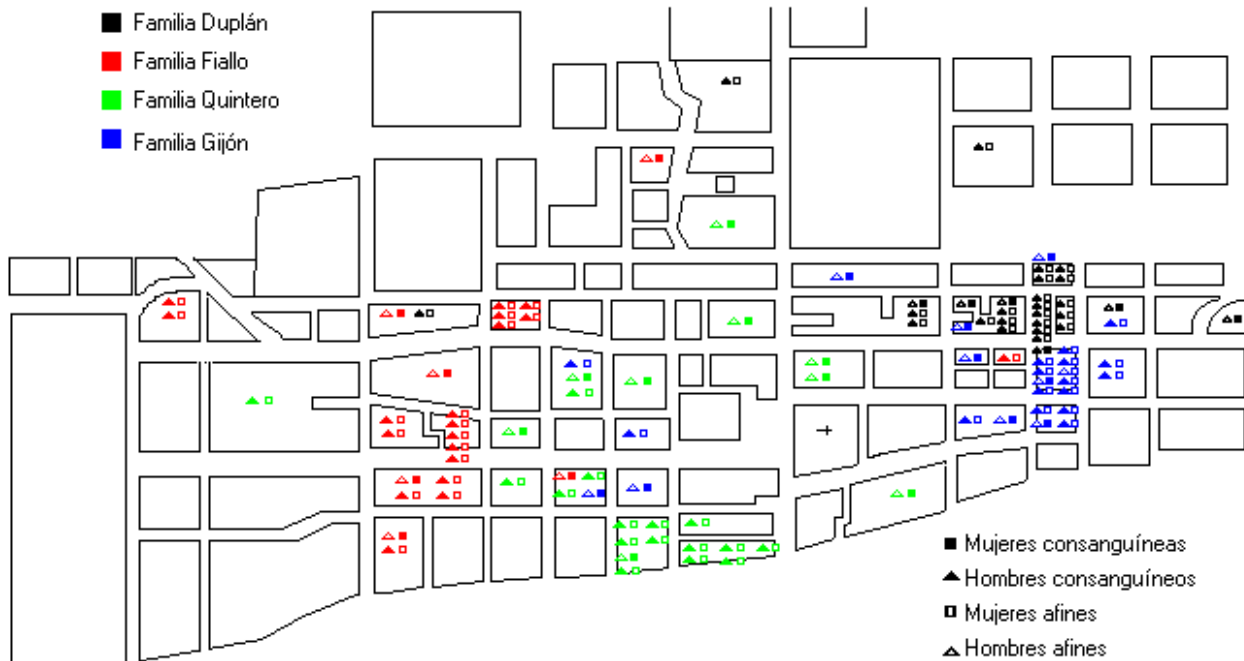 Familia Duplán
Familia Fiallo
Familia Quintero
Familia Gijón
Mujeres consanguíneas
Hombres consanguíneos
Mujeres afines
Hombres afines